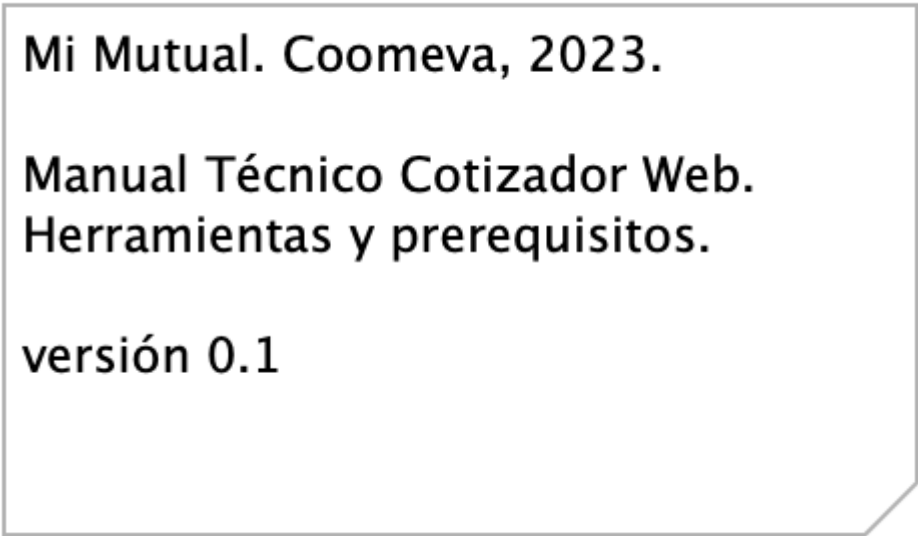 Mi Mutual. Coomeva, 2023.
Manual Técnico Cotizador Web.
Herramientas y prerequisitos.
versión 0.1